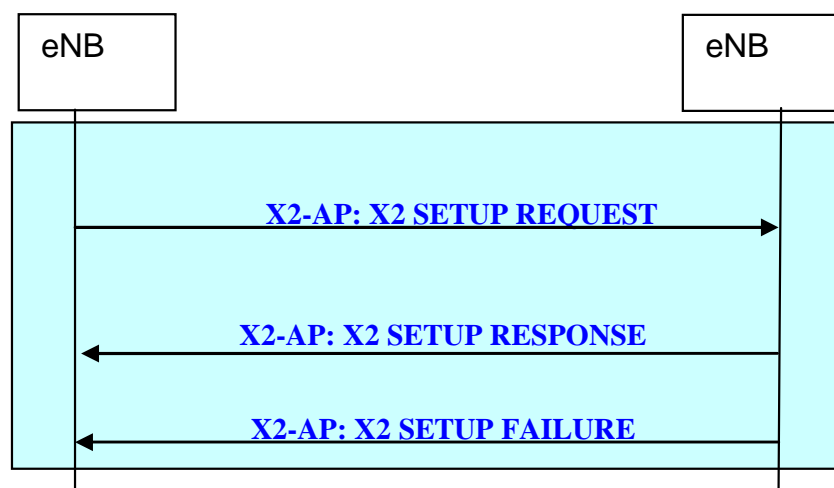 eNB
eNB
X2-AP: X2 SETUP REQUEST
X2-AP: X2 SETUP RESPONSE
X2-AP: X2 SETUP FAILURE